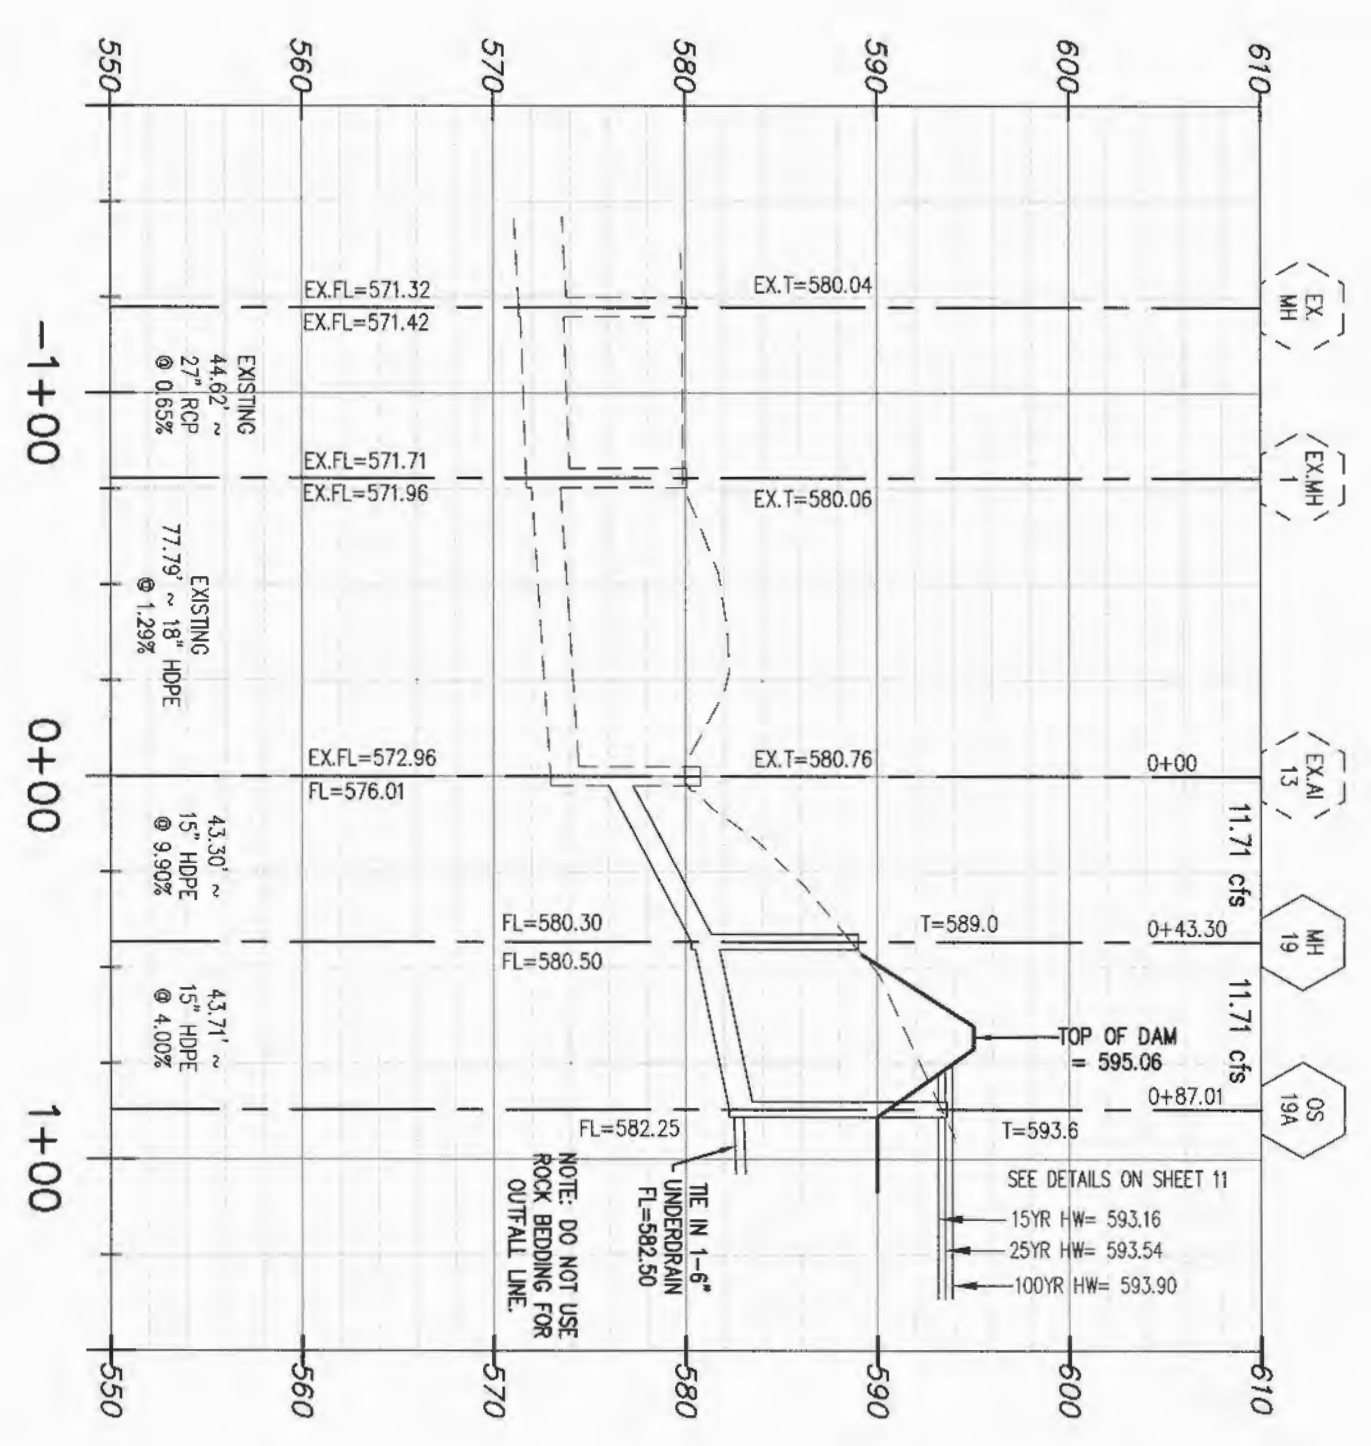 610
600
590
580
570
560
550
EX.
MH
EX.MH
1
EX.AI
13
MH
19
OS
19A
11.71 cfs
11.71 cfs
0+00
0+43.30
0+87.01
EX.T=580.04
EX.T=580.06
EX.T=580.76
T=589.0
TOP OF DAM
= 595.06
T=593.6
SEE DETAILS ON SHEET 11
15YR HW= 593.16
25YR HW= 593.54
100YR HW= 593.90
EX.FL=571.32
EX.FL=571.42
EX.FL=571.71
EX.FL=571.96
EX.FL=572.96
FL=576.01
FL=580.30
FL=580.50
FL=582.25
TIE IN 1-6"
UNDERDRAIN
FL=582.50
NOTE: DO NOT USE
ROCK BEDDING FOR
OUTFALL LINE.
EXISTING
44.62' ~
27" RCP
@ 0.65%
EXISTING
77.79' ~ 18" HDPE
@ 1.29%
43.30' ~
15" HDPE
@ 9.90%
43.71' ~
15" HDPE
@ 4.00%
610
600
590
580
570
560
550
-1+00
0+00
1+00